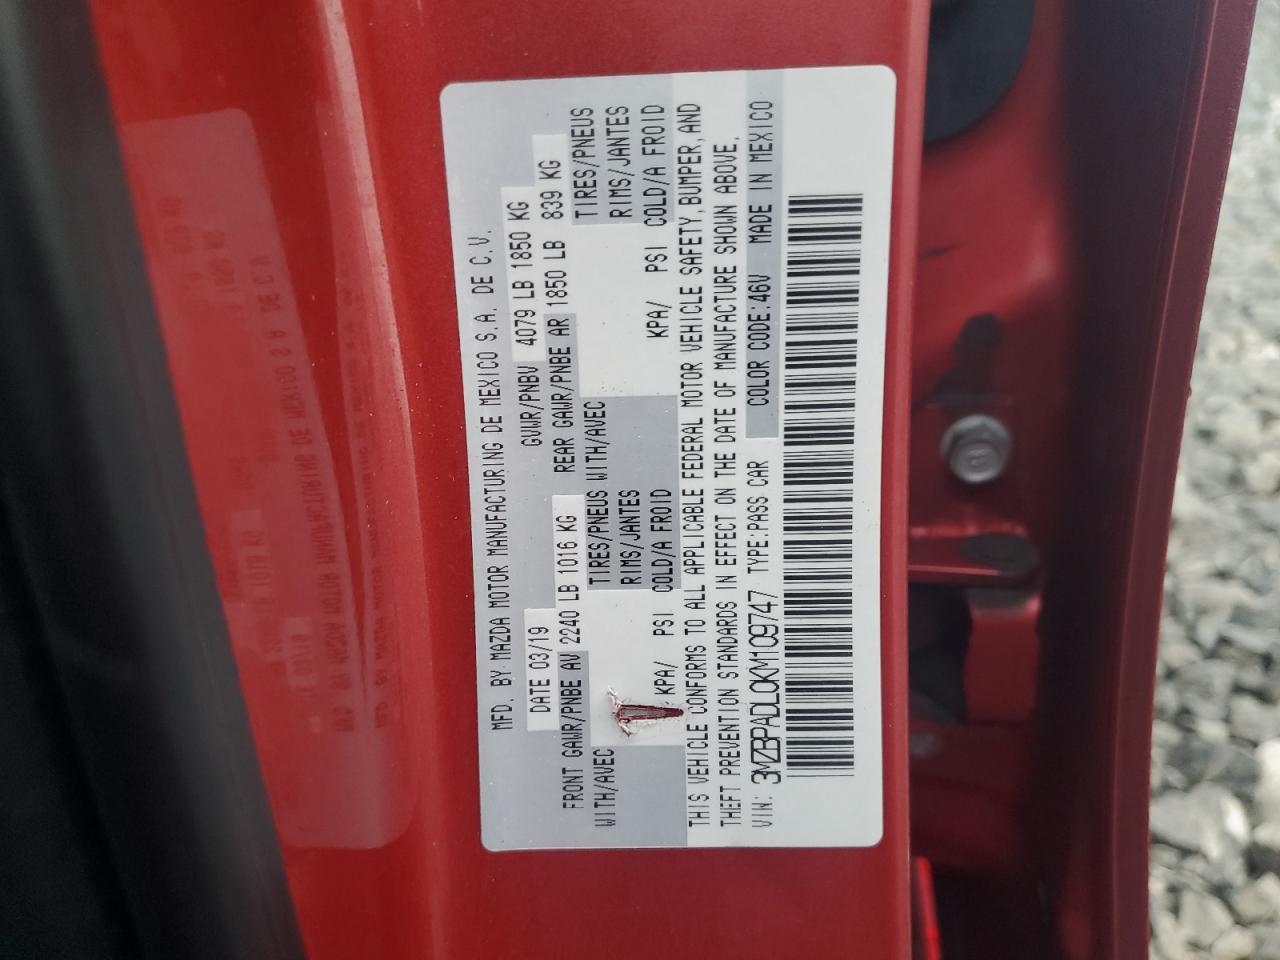 MFD. BY MAZDA MOTOR MANUFACTURING DE MEXICO S.A. DE C.V.
DATE 03/19 GVWR/PNBV 4079 LB 1850 KG
FRONT GAWR/PNBE AV 2240 LB 1016 KG REAR GAWR/PNBE AR 1850 LB 839 KG
WITH/AVEC TIRES/PNEUS WITH/AVEC TIRES/PNEUS
RIMS/JANTES RIMS/JANTES
KPA/ PSI COLD/A FROID KPA/ PSI COLD/A FROID
THIS VEHICLE CONFORMS TO ALL APPLICABLE FEDERAL MOTOR VEHICLE SAFETY, BUMPER, AND
THEFT PREVENTION STANDARDS IN EFFECT ON THE DATE OF MANUFACTURE SHOWN ABOVE.
VIN: 3MZBPADL0KM109747 TYPE:PASS CAR COLOR CODE:46V MADE IN MEXICO